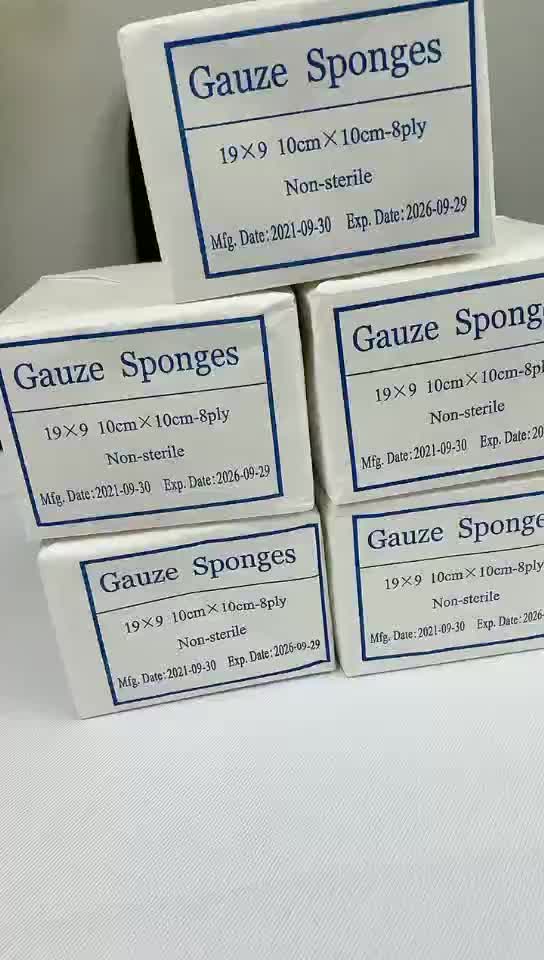 Gauze Sponges
19×9 10cm×10cm-8ply
Non-sterile
Mfg. Date:2021-09-30 Exp. Date:2026-09-29
Gauze Sponges
19×9 10cm×10cm-8ply
Non-sterile
Mfg. Date:2021-09-30 Exp. Date:2026-09-29
Gauze Spong
19×9 10cm×10cm-8pl
Non-sterile
Mfg. Date:2021-09-30 Exp. Date:20
Gauze Sponges
19×9 10cm×10cm-8ply
Non-sterile
Mfg. Date:2021-09-30 Exp. Date:2026-09-29
Gauze Sponge
19×9 10cm×10cm-8ply
Non-sterile
Mfg. Date:2021-09-30 Exp. Date:2026-